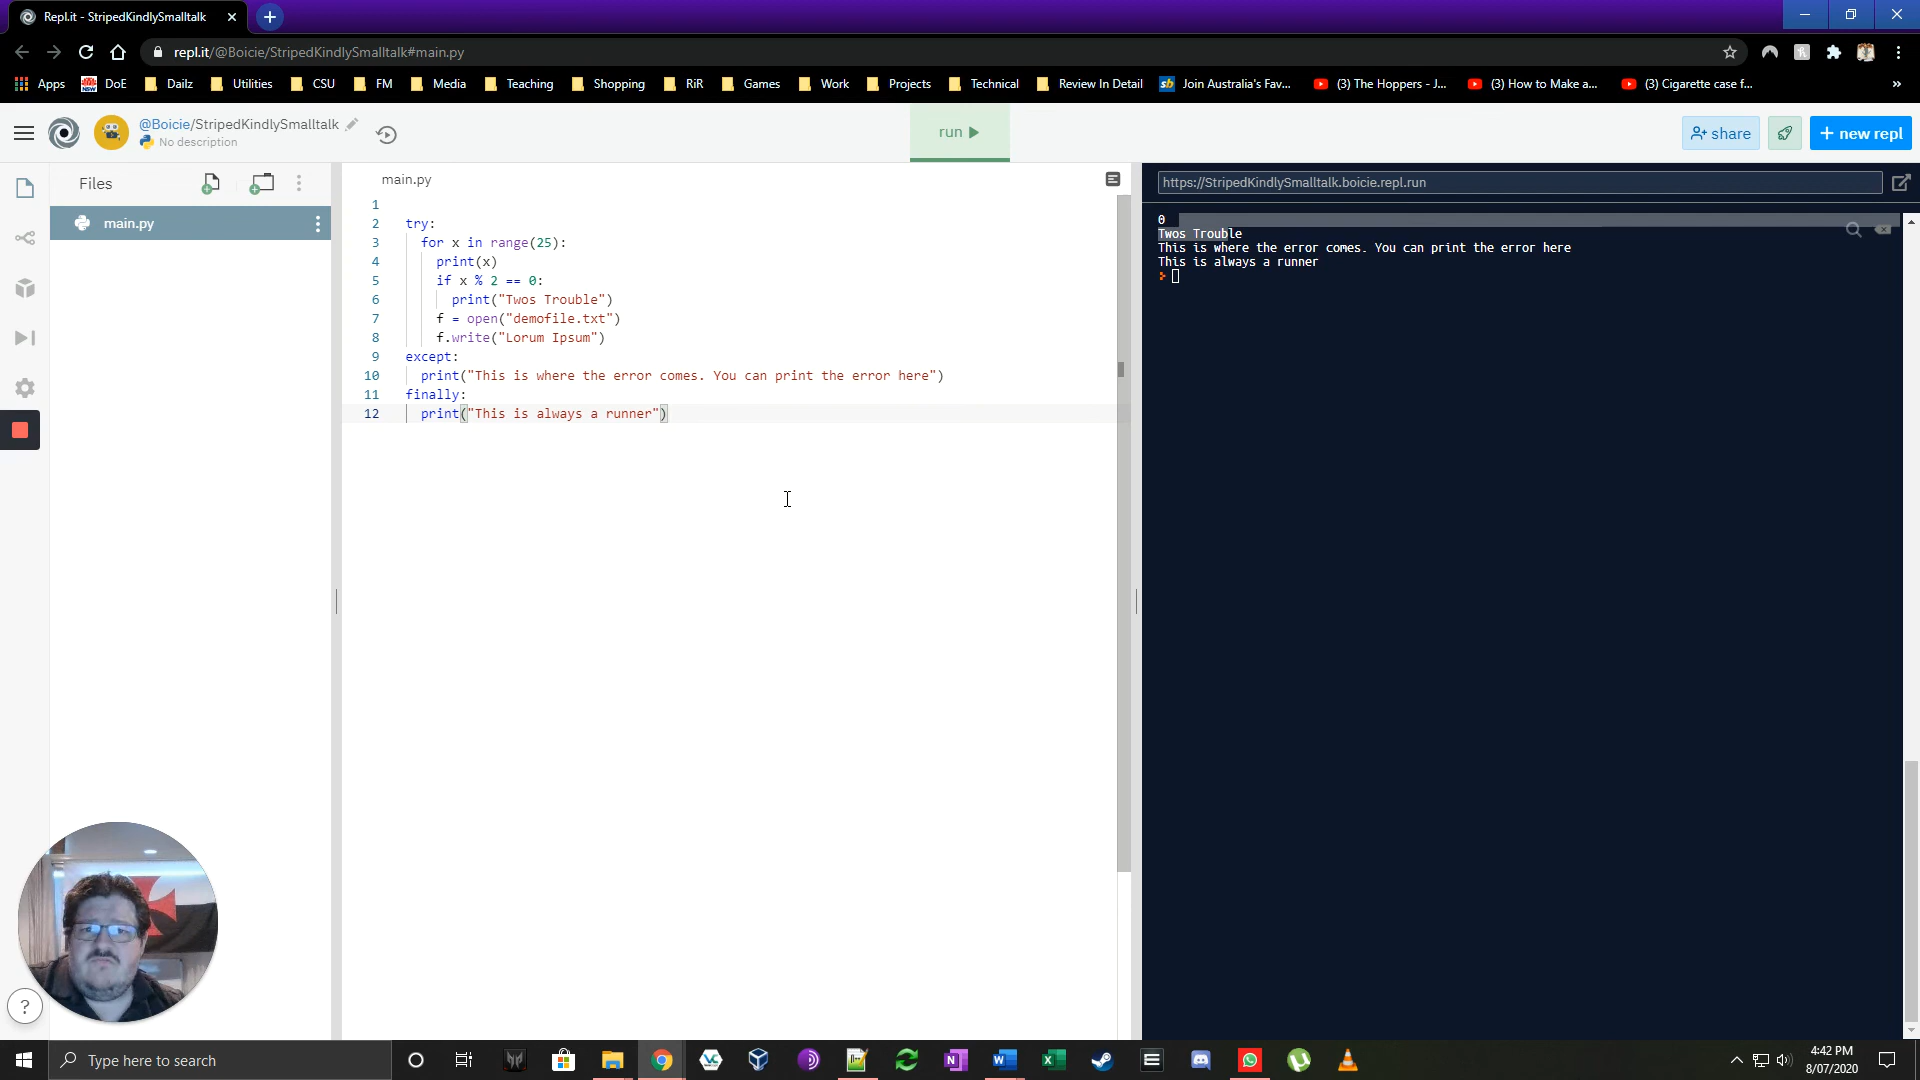 Repl.it - StripedKindlySmalltalk
repl.it/@Boicie/StripedKindlySmalltalk#main.py
Apps DoE Dailz Utilities CSU FM Media Teaching Shopping RiR Games Work Projects Technical Review In Detail Join Australia's Fav... (3) The Hoppers - J... (3) How to Make a... (3) Cigarette case f... »
@Boicie/StripedKindlySmalltalk
No description
run
share
+ new repl
Files
main.py
main.py
1
2 try:
3 for x in range(25):
4 print(x)
5 if x % 2 == 0:
6 print("Twos Trouble")
7 f = open("demofile.txt")
8 f.write("Lorum Ipsum")
9 except:
10 print("This is where the error comes. You can print the error here")
11 finally:
12 print("This is always a runner")
https://StripedKindlySmalltalk.boicie.repl.run
0
Twos Trouble
This is where the error comes. You can print the error here
This is always a runner
?
Type here to search
4:42 PM
8/07/2020